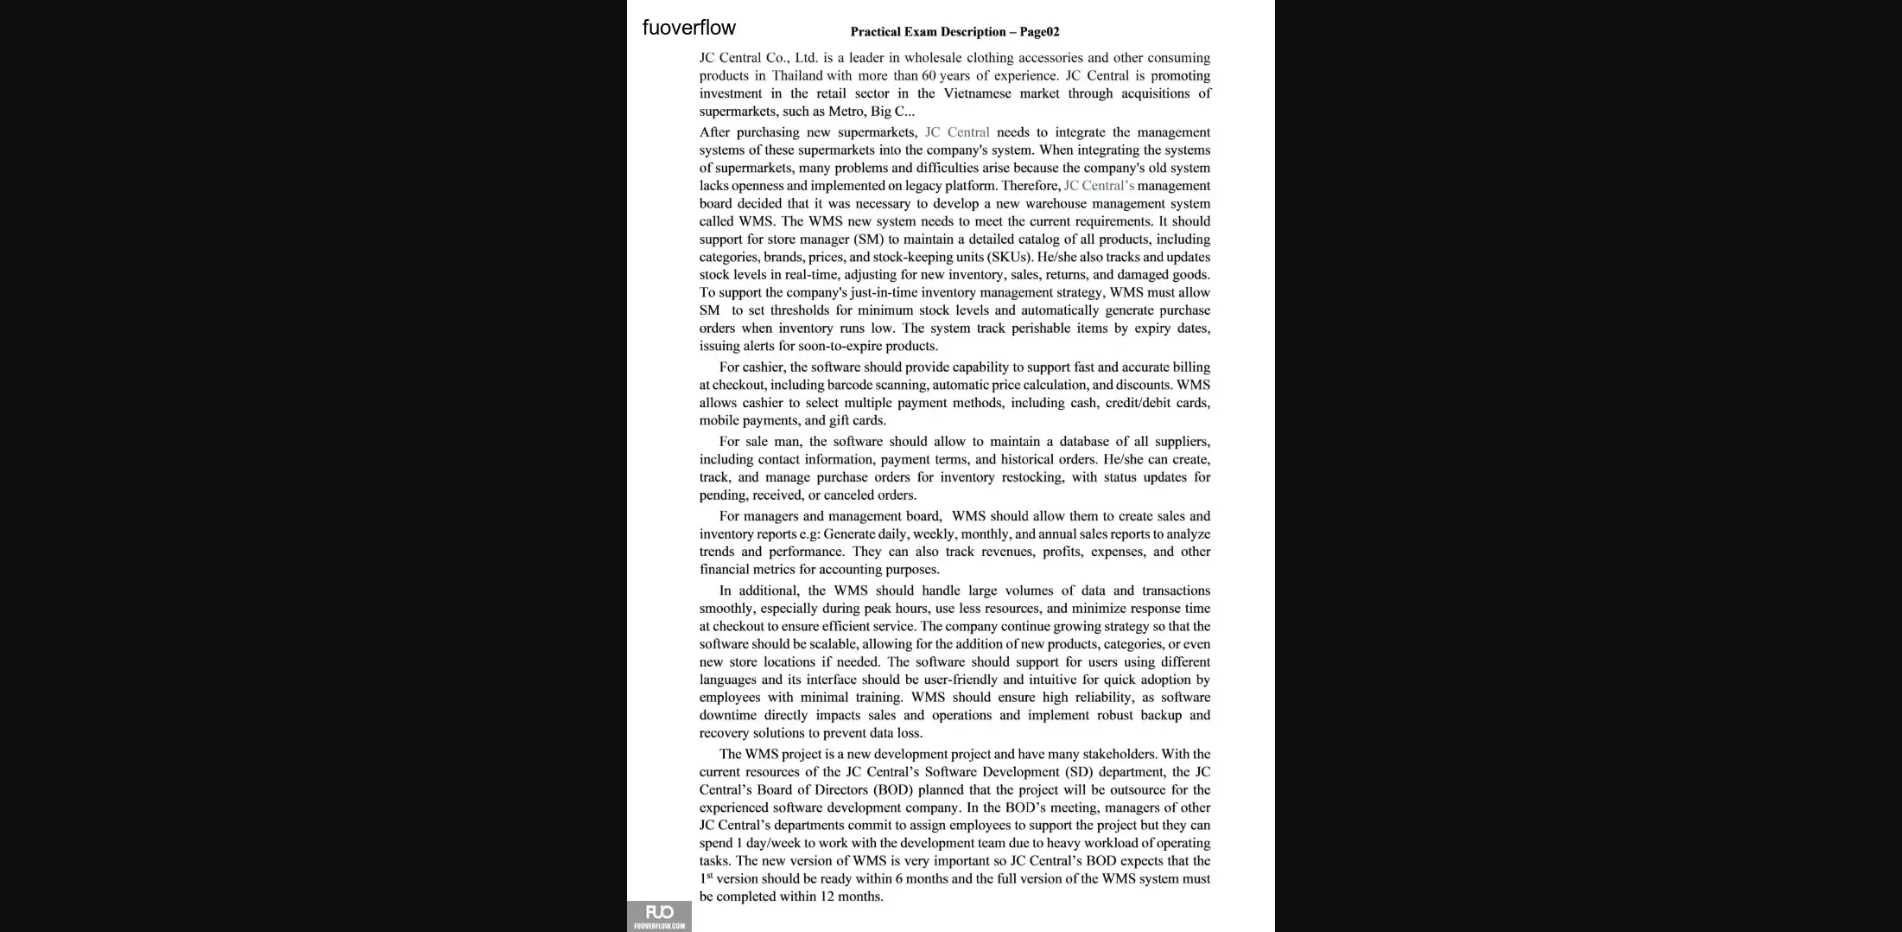 fuoverflow
Practical Exam Description – Page02
JC Central Co., Ltd. is a leader in wholesale clothing accessories and other consuming
products in Thailand with more than 60 years of experience. JC Central is promoting
investment in the retail sector in the Vietnamese market through acquisitions of
supermarkets, such as Metro, Big C...
After purchasing new supermarkets, JC Central needs to integrate the management
systems of these supermarkets into the company's system. When integrating the systems
of supermarkets, many problems and difficulties arise because the company's old system
lacks openness and implemented on legacy platform. Therefore, JC Central's management
board decided that it was necessary to develop a new warehouse management system
called WMS. The WMS new system needs to meet the current requirements. It should
support for store manager (SM) to maintain a detailed catalog of all products, including
categories, brands, prices, and stock-keeping units (SKUs). He/she also tracks and updates
stock levels in real-time, adjusting for new inventory, sales, returns, and damaged goods.
To support the company's just-in-time inventory management strategy, WMS must allow
SM to set thresholds for minimum stock levels and automatically generate purchase
orders when inventory runs low. The system track perishable items by expiry dates,
issuing alerts for soon-to-expire products.
For cashier, the software should provide capability to support fast and accurate billing
at checkout, including barcode scanning, automatic price calculation, and discounts. WMS
allows cashier to select multiple payment methods, including cash, credit/debit cards,
mobile payments, and gift cards.
For sale man, the software should allow to maintain a database of all suppliers,
including contact information, payment terms, and historical orders. He/she can create,
track, and manage purchase orders for inventory restocking, with status updates for
pending, received, or canceled orders.
For managers and management board, WMS should allow them to create sales and
inventory reports e.g: Generate daily, weekly, monthly, and annual sales reports to analyze
trends and performance. They can also track revenues, profits, expenses, and other
financial metrics for accounting purposes.
In additional, the WMS should handle large volumes of data and transactions
smoothly, especially during peak hours, use less resources, and minimize response time
at checkout to ensure efficient service. The company continue growing strategy so that the
software should be scalable, allowing for the addition of new products, categories, or even
new store locations if needed. The software should support for users using different
languages and its interface should be user-friendly and intuitive for quick adoption by
employees with minimal training. WMS should ensure high reliability, as software
downtime directly impacts sales and operations and implement robust backup and
recovery solutions to prevent data loss.
The WMS project is a new development project and have many stakeholders. With the
current resources of the JC Central's Software Development (SD) department, the JC
Central's Board of Directors (BOD) planned that the project will be outsource for the
experienced software development company. In the BOD's meeting, managers of other
JC Central's departments commit to assign employees to support the project but they can
spend 1 day/week to work with the development team due to heavy workload of operating
tasks. The new version of WMS is very important so JC Central's BOD expects that the
1st version should be ready within 6 months and the full version of the WMS system must
be completed within 12 months.
FUO
FUOVERFLOW.COM